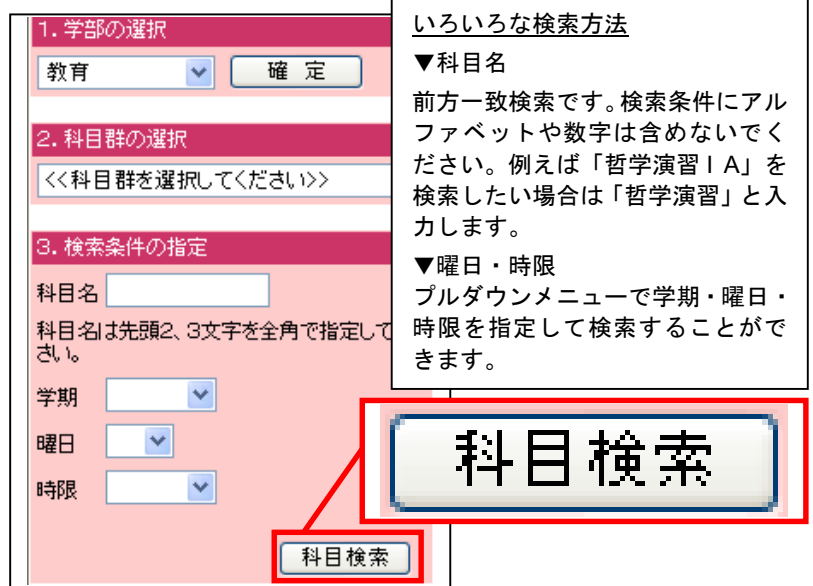 1. 学部の選択
教育
確 定
2. 科目群の選択
<<科目群を選択してください>>
3. 検索条件の指定
科目名
科目名は先頭2、3文字を全角で指定して
さい。
学期
曜日
時限
科目検索
いろいろな検索方法
▼科目名
前方一致検索です。検索条件にアル
ファベットや数字は含めないでく
ださい。例えば「哲学演習ⅠA」を
検索したい場合は「哲学演習」と入
力します。
▼曜日・時限
プルダウンメニューで学期・曜日・
時限を指定して検索することがで
きます。
科目検索